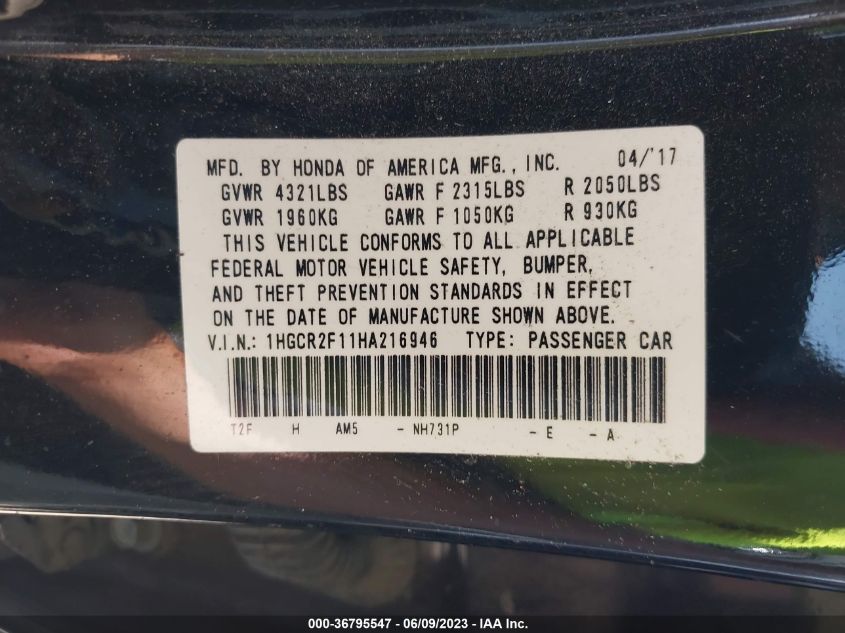 MFD. BY HONDA OF AMERICA MFG., INC. 04/'17
GVWR 4321LBS GAWR F 2315LBS R 2050LBS
GVWR 1960KG GAWR F 1050KG R 930KG
THIS VEHICLE CONFORMS TO ALL APPLICABLE
FEDERAL MOTOR VEHICLE SAFETY, BUMPER,
AND THEFT PREVENTION STANDARDS IN EFFECT
ON THE DATE OF MANUFACTURE SHOWN ABOVE.
V.I.N.: 1HGCR2F11HA216946 TYPE: PASSENGER CAR
T2F H AM5 - NH731P - E - A
000-36795547 - 06/09/2023 - IAA Inc.